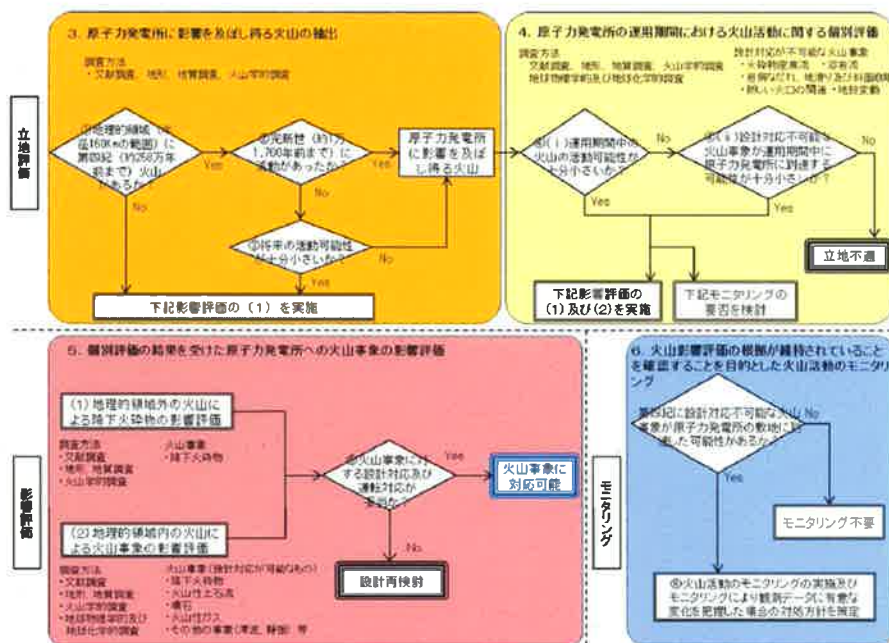 3. 原子力発電所に影響を及ぼし得る火山の抽出
調査方法
・文献調査、地形、地質調査、火山学的調査
立地評価
①地理的領域(半
径160Kmの範囲)に
第四紀(約258万年
前まで)火山
があるか?
Yes
No
②完新世(約1万
1,700年前まで)に
活動があったか?
Yes
No
原子力発電所
に影響を及ぼ
し得る火山
③将来の活動可能性
が十分小さいか?
No
Yes
下記影響評価の(1)を実施
4. 原子力発電所の運用期間における火山活動に関する個別評価
調査方法
文献調査、地形、地質調査、火山学的調査
地球物理学的及び地球化学的調査
設計対応が不可能な火山事象
・火砕物密度流 ・溶岩流
・岩屑なだれ、地滑り及び斜面崩壊
・新しい火口の開通 ・地殻変動
④(ⅰ)運用期間中の
火山の活動可能性が
十分小さいか?
No
Yes
④(ⅱ)設計対応不可能な
火山事象が運用期間中に
原子力発電所に到達する
可能性が十分小さいか?
No
Yes
立地不適
下記影響評価の
(1)及び(2)を実施
下記モニタリングの
要否を検討
5. 個別評価の結果を受けた原子力発電所への火山事象の影響評価
影響評価
(1)地理的領域外の火山に
よる降下火砕物の影響評価
調査方法
・文献調査
・地形、地質調査
・火山学的調査
火山事象
・降下火砕物
火山事象に対
する設計対応及び
運転対応が
妥当か?
Yes
No
火山事象に
対応可能
設計再検討
(2)地理的領域内の火山に
よる火山事象の影響評価
調査方法
・文献調査
・地形、地質調査
・火山学的調査
・地球物理学的及び
地球化学的調査
火山事象(設計対応が可能なもの)
・降下火砕物
・火山性土石流
・噴石
・火山性ガス
・その他の事象(津波、静振)等
モニタリング
6. 火山影響評価の根拠が維持されていること
を確認することを目的とした火山活動のモニタリ
ング
第四紀に設計対応不可能な火山
事象が原子力発電所の敷地に到
達した可能性があるか?
No
Yes
モニタリング不要
⑥火山活動のモニタリングの実施及び
モニタリングにより観測データに有意な
変化を把握した場合の対処方針を策定